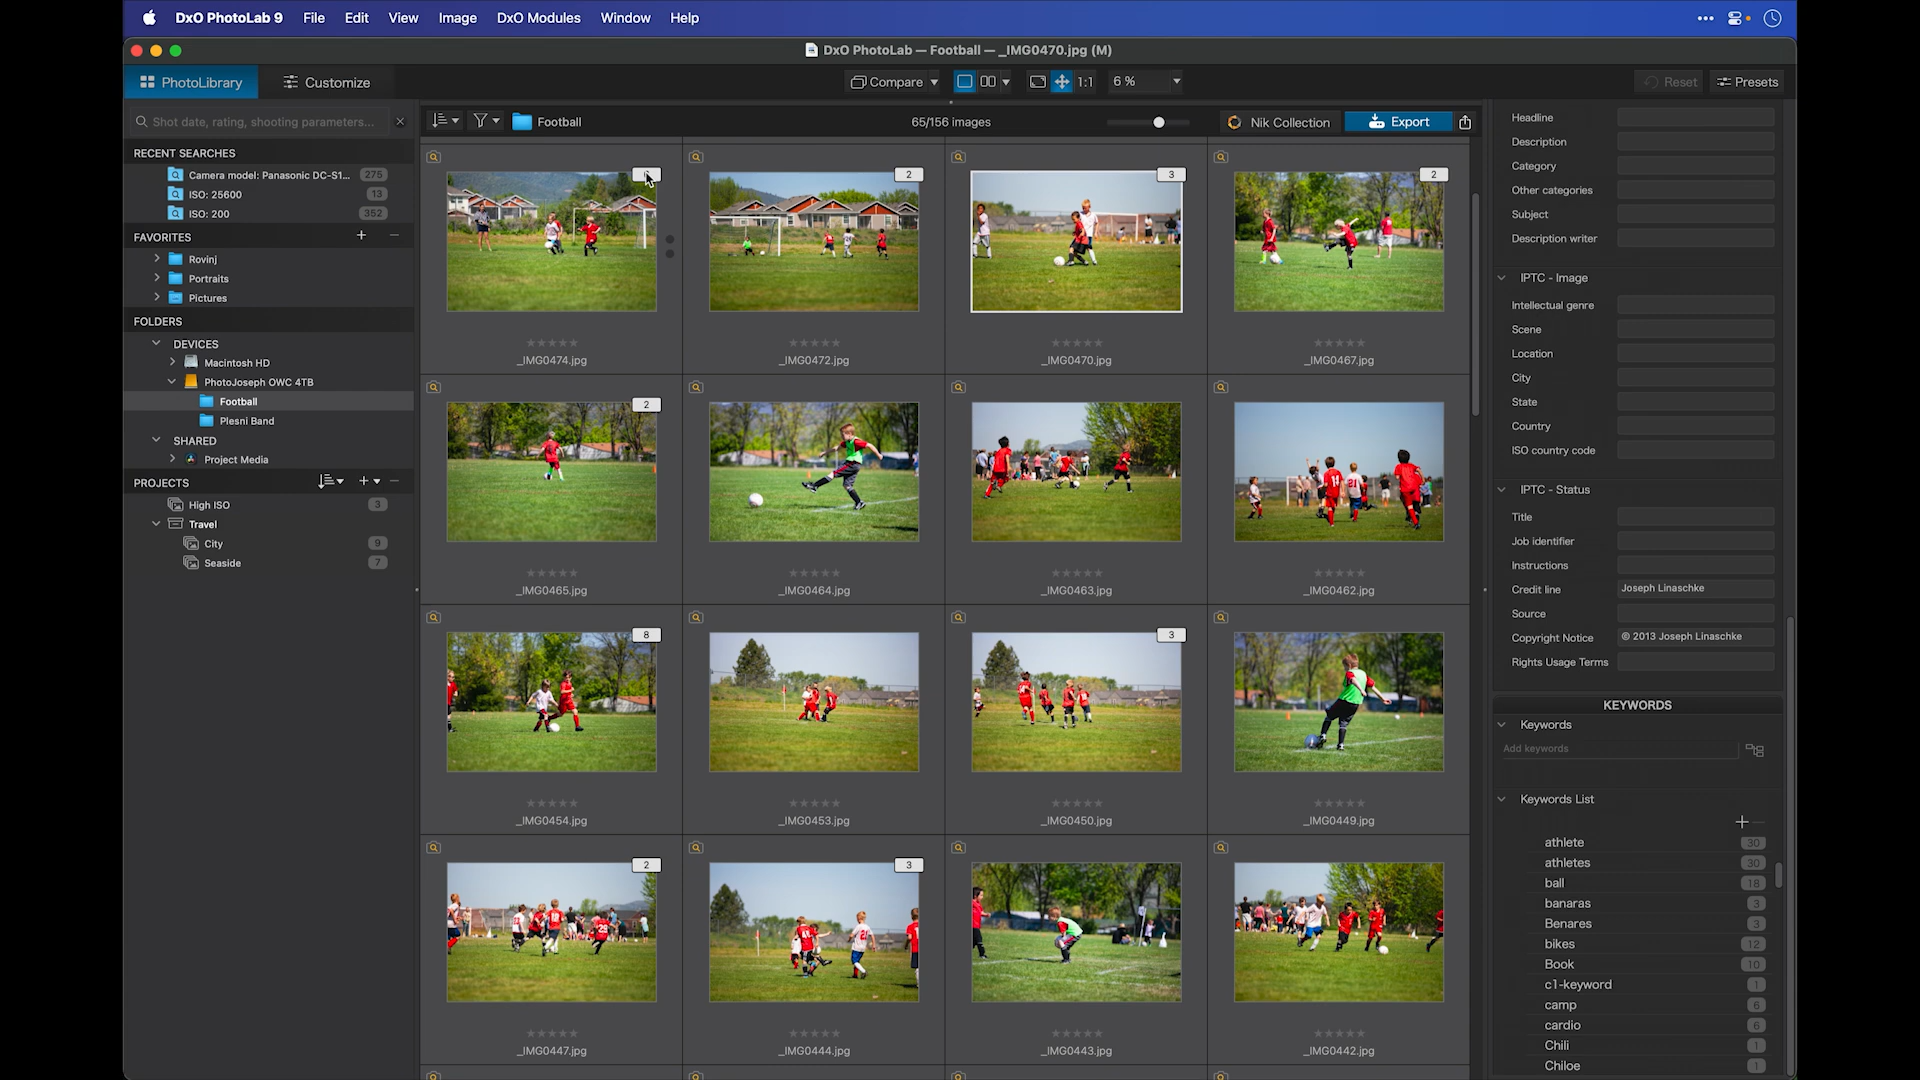 DxO PhotoLab 9 File Edit View Image DxO Modules Window Help
DxO PhotoLab — Football — _IMG0470.jpg (M)
PhotoLibrary Customize Compare 1:1 6 % Reset Presets
Shot date, rating, shooting parameters...
Football 65/156 images Nik Collection Export
RECENT SEARCHES
Camera model: Panasonic DC-S1... 275
ISO: 25600 13
ISO: 200 352
FAVORITES
Rovinj
Portraits
Pictures
FOLDERS
DEVICES
Macintosh HD
PhotoJoseph OWC 4TB
Football
Plesni Band
SHARED
Project Media
PROJECTS
High ISO 3
Travel
City 9
Seaside 7
2 3 2
_IMG0474.jpg _IMG0472.jpg _IMG0470.jpg _IMG0467.jpg
2
_IMG0465.jpg _IMG0464.jpg _IMG0463.jpg _IMG0462.jpg
8 3
_IMG0454.jpg _IMG0453.jpg _IMG0450.jpg _IMG0449.jpg
2 3
_IMG0447.jpg _IMG0444.jpg _IMG0443.jpg _IMG0442.jpg
Headline
Description
Category
Other categories
Subject
Description writer
IPTC - Image
Intellectual genre
Scene
Location
City
State
Country
ISO country code
IPTC - Status
Title
Job identifier
Instructions
Credit line Joseph Linaschke
Source
Copyright Notice © 2013 Joseph Linaschke
Rights Usage Terms
KEYWORDS
Keywords
Add keywords
Keywords List
athlete 30
athletes 30
ball 18
banaras 3
Benares 3
bikes 12
Book 10
c1-keyword 1
camp 6
cardio 6
Chili 1
Chiloe 1